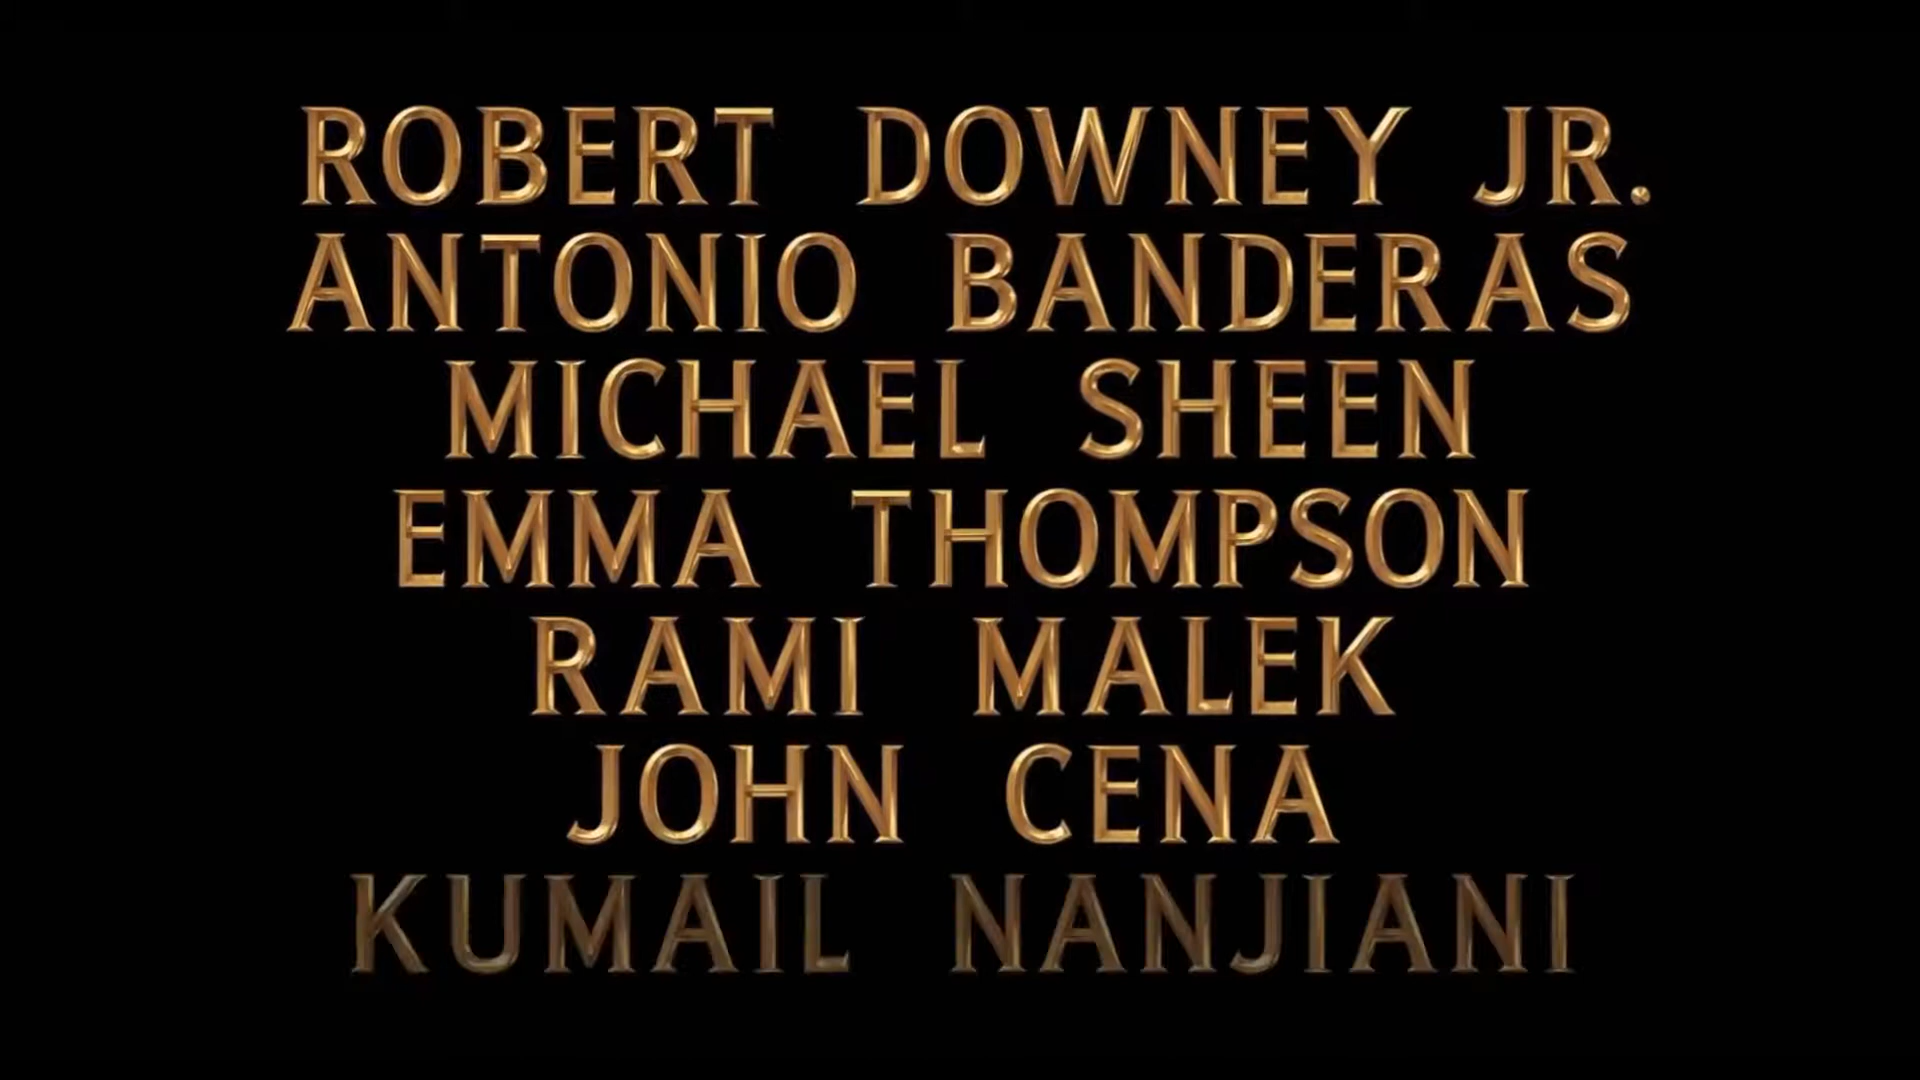 ROBERT DOWNEY JR.
ANTONIO BANDERAS
MICHAEL SHEEN
EMMA THOMPSON
RAMI MALEK
JOHN CENA
KUMAIL NANJIANI